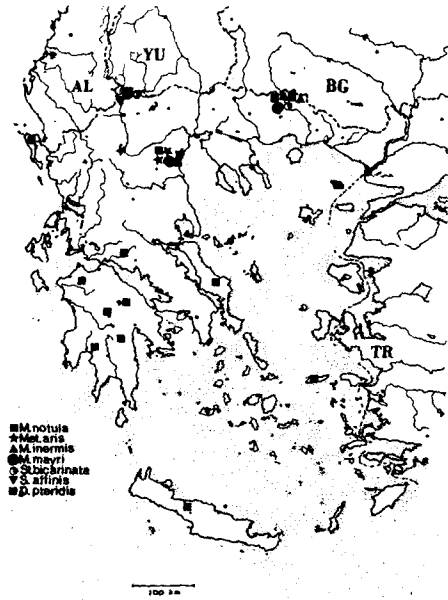 YU
AL
BG
TR
M.notula
Met.aris
M.inermis
M.mayri
St.bicarinata
S.affinis
D.pteridis
100 km